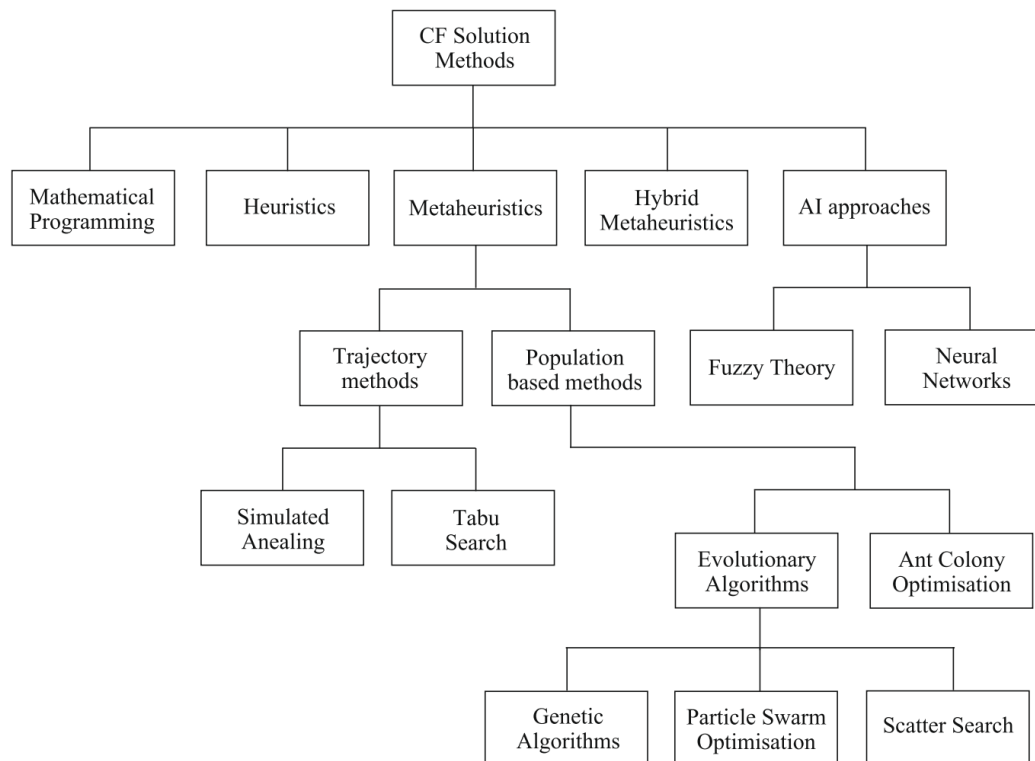 CF Solution
Methods
Mathematical
Programming
Heuristics
Metaheuristics
Hybrid
Metaheuristics
AI approaches
Trajectory
methods
Population
based methods
Fuzzy Theory
Neural
Networks
Simulated
Anealing
Tabu
Search
Evolutionary
Algorithms
Ant Colony
Optimisation
Genetic
Algorithms
Particle Swarm
Optimisation
Scatter Search